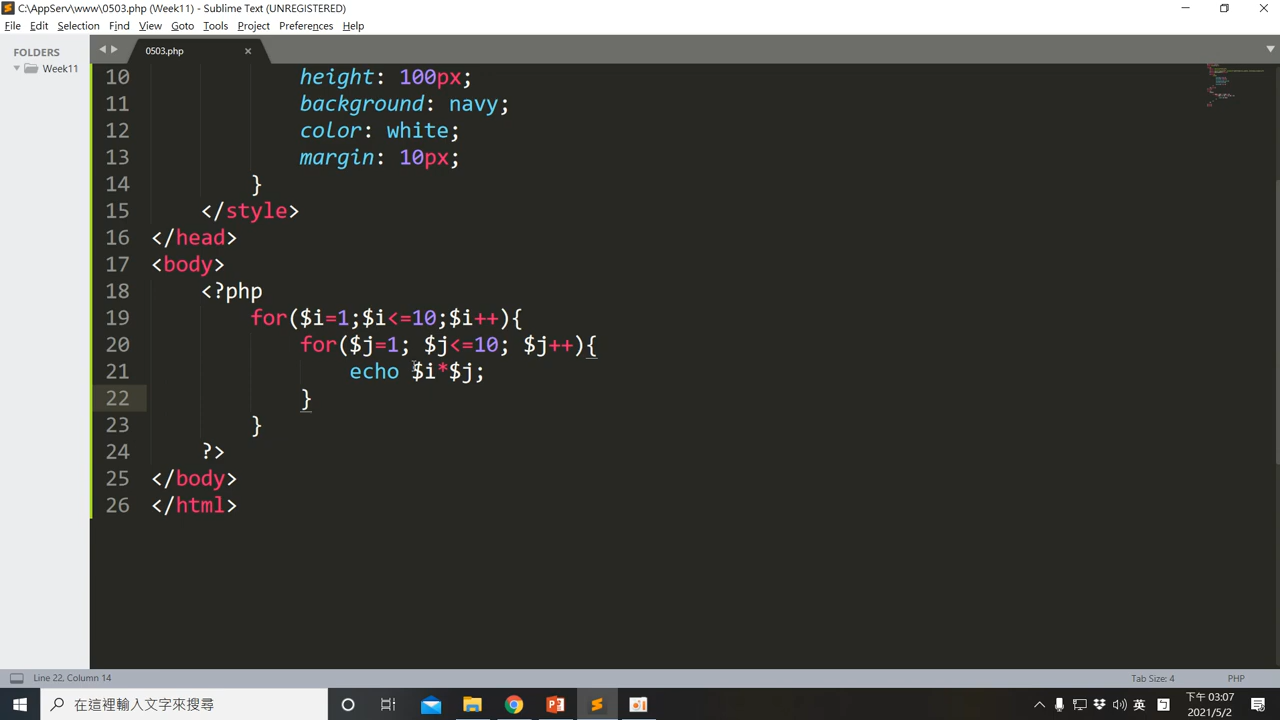 C:\AppServ\www\0503.php (Week11) - Sublime Text (UNREGISTERED)
File Edit Selection Find View Goto Tools Project Preferences Help
FOLDERS
Week11
0503.php
10 height: 100px;
11 background: navy;
12 color: white;
13 margin: 10px;
14 }
15 </style>
16 </head>
17 <body>
18 <?php
19 for($i=1;$i<=10;$i++){
20 for($j=1; $j<=10; $j++){
21 echo $i*$j;
22 }
23 }
24 ?>
25 </body>
26 </html>
Line 22, Column 14 Tab Size: 4 PHP
在這裡輸入文字來搜尋
英
下午 03:07
2021/5/2